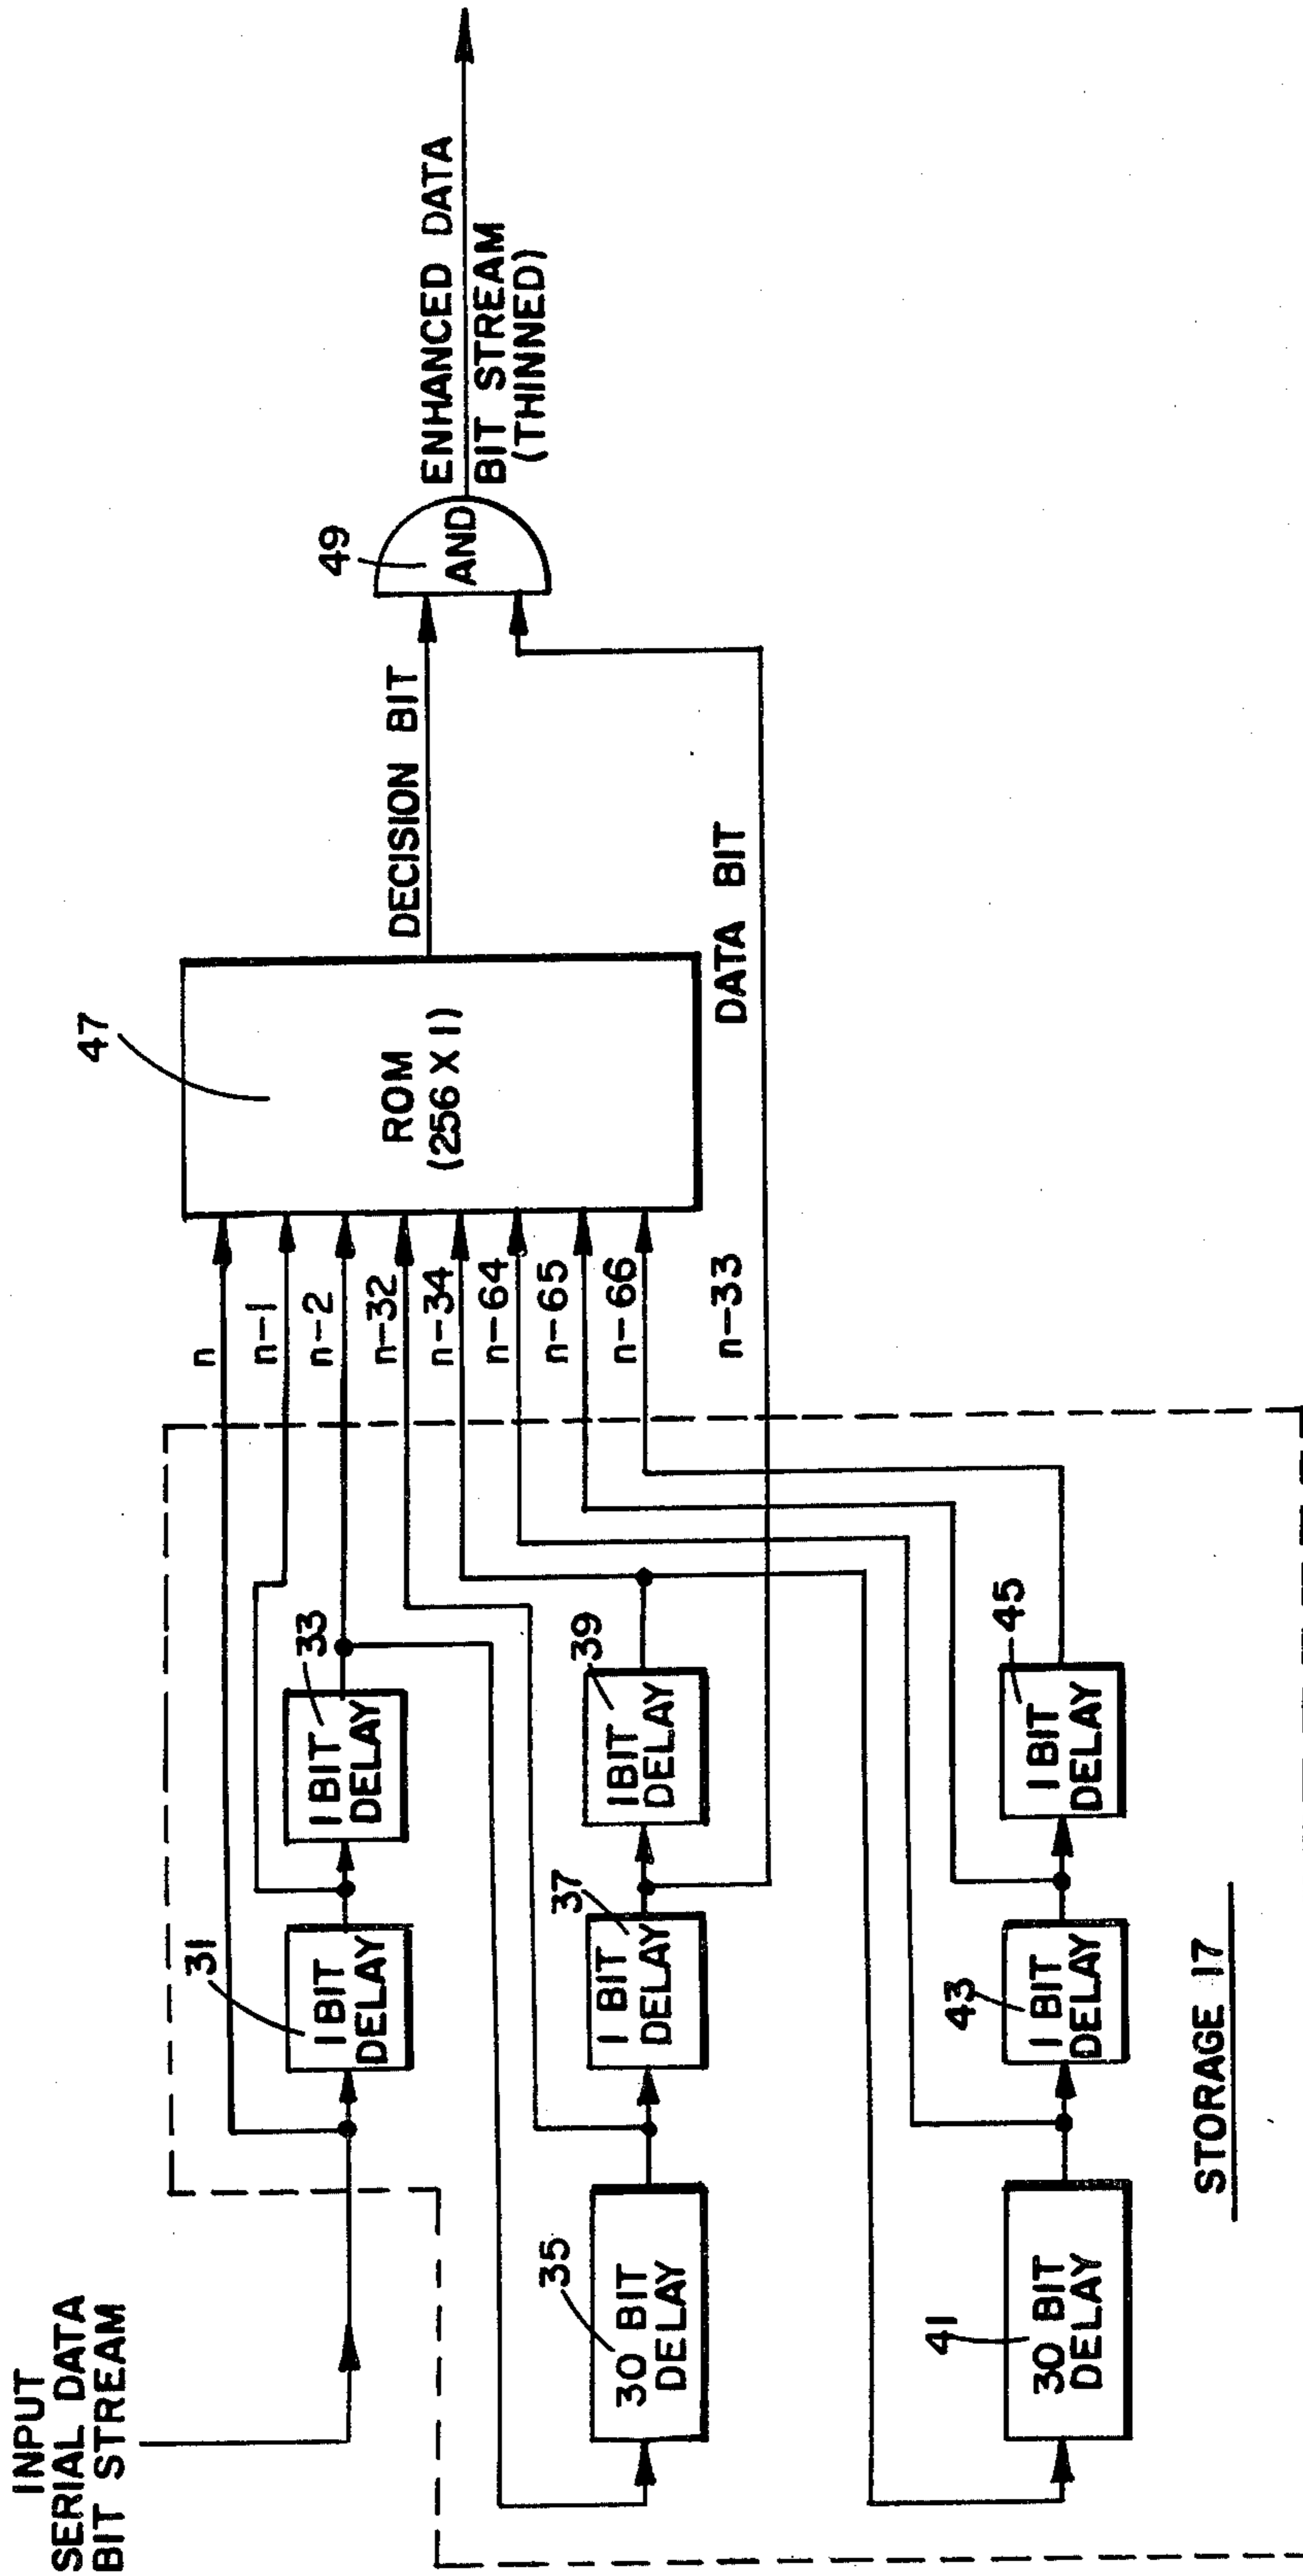 INPUT
SERIAL DATA
BIT STREAM
31
1 BIT
DELAY
33
1 BIT
DELAY
35
30 BIT
DELAY
37
1 BIT
DELAY
39
1 BIT
DELAY
41
30 BIT
DELAY
43
1 BIT
DELAY
45
1 BIT
DELAY
STORAGE 17
n
n-1
n-2
n-32
n-34
n-64
n-65
n-66
n-33
47
ROM
(256 X 1)
DECISION BIT
DATA BIT
49
AND
ENHANCED DATA
BIT STREAM
(THINNED)